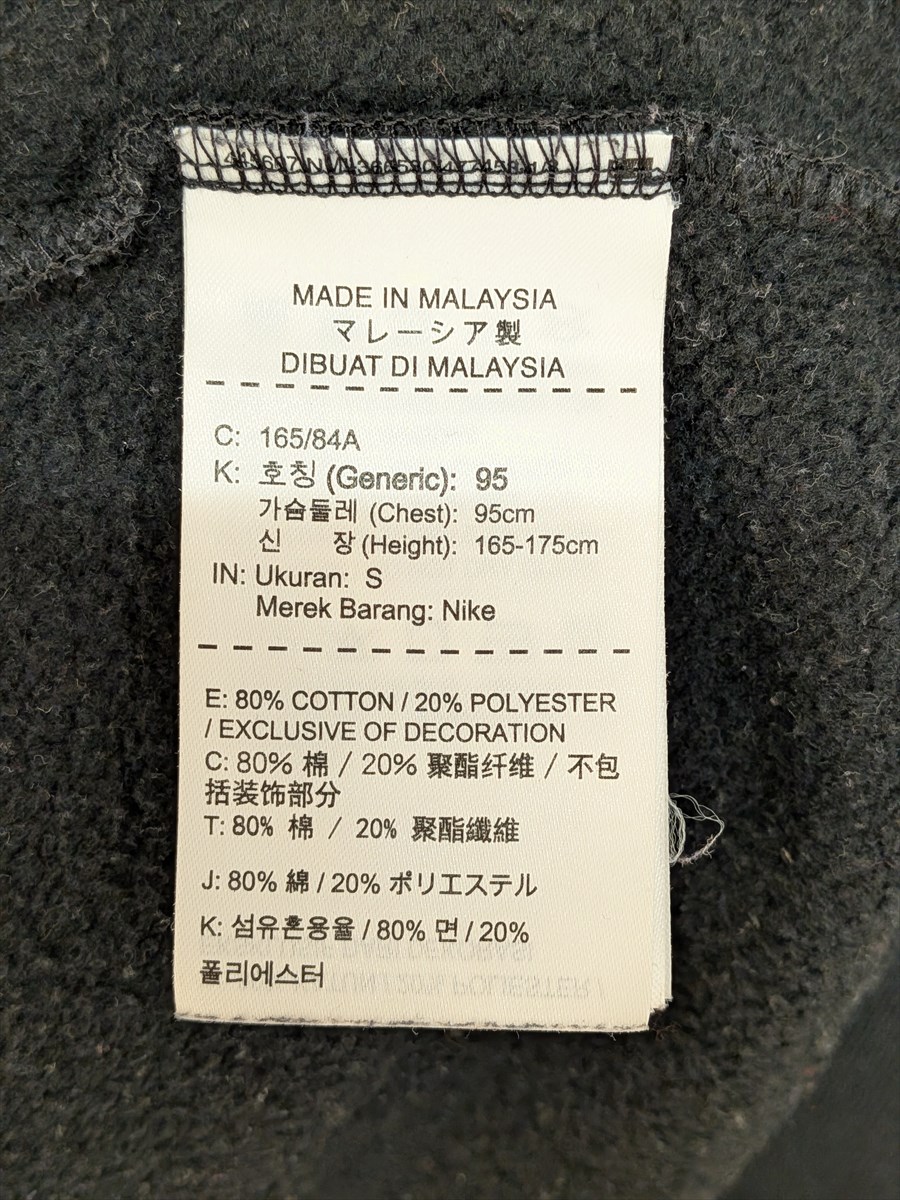 MADE IN MALAYSIA
マレーシア製
DIBUAT DI MALAYSIA
C: 165/84A
K: 호칭 (Generic): 95
가슴둘레 (Chest): 95cm
신 장 (Height): 165-175cm
IN: Ukuran: S
Merek Barang: Nike
E: 80% COTTON / 20% POLYESTER
/ EXCLUSIVE OF DECORATION
C: 80% 棉 / 20% 聚酯纤维 / 不包
括装饰部分
T: 80% 棉 / 20% 聚酯纖維
J: 80% 綿 / 20% ポリエステル
K: 섬유혼용율 / 80% 면 / 20%
폴리에스터